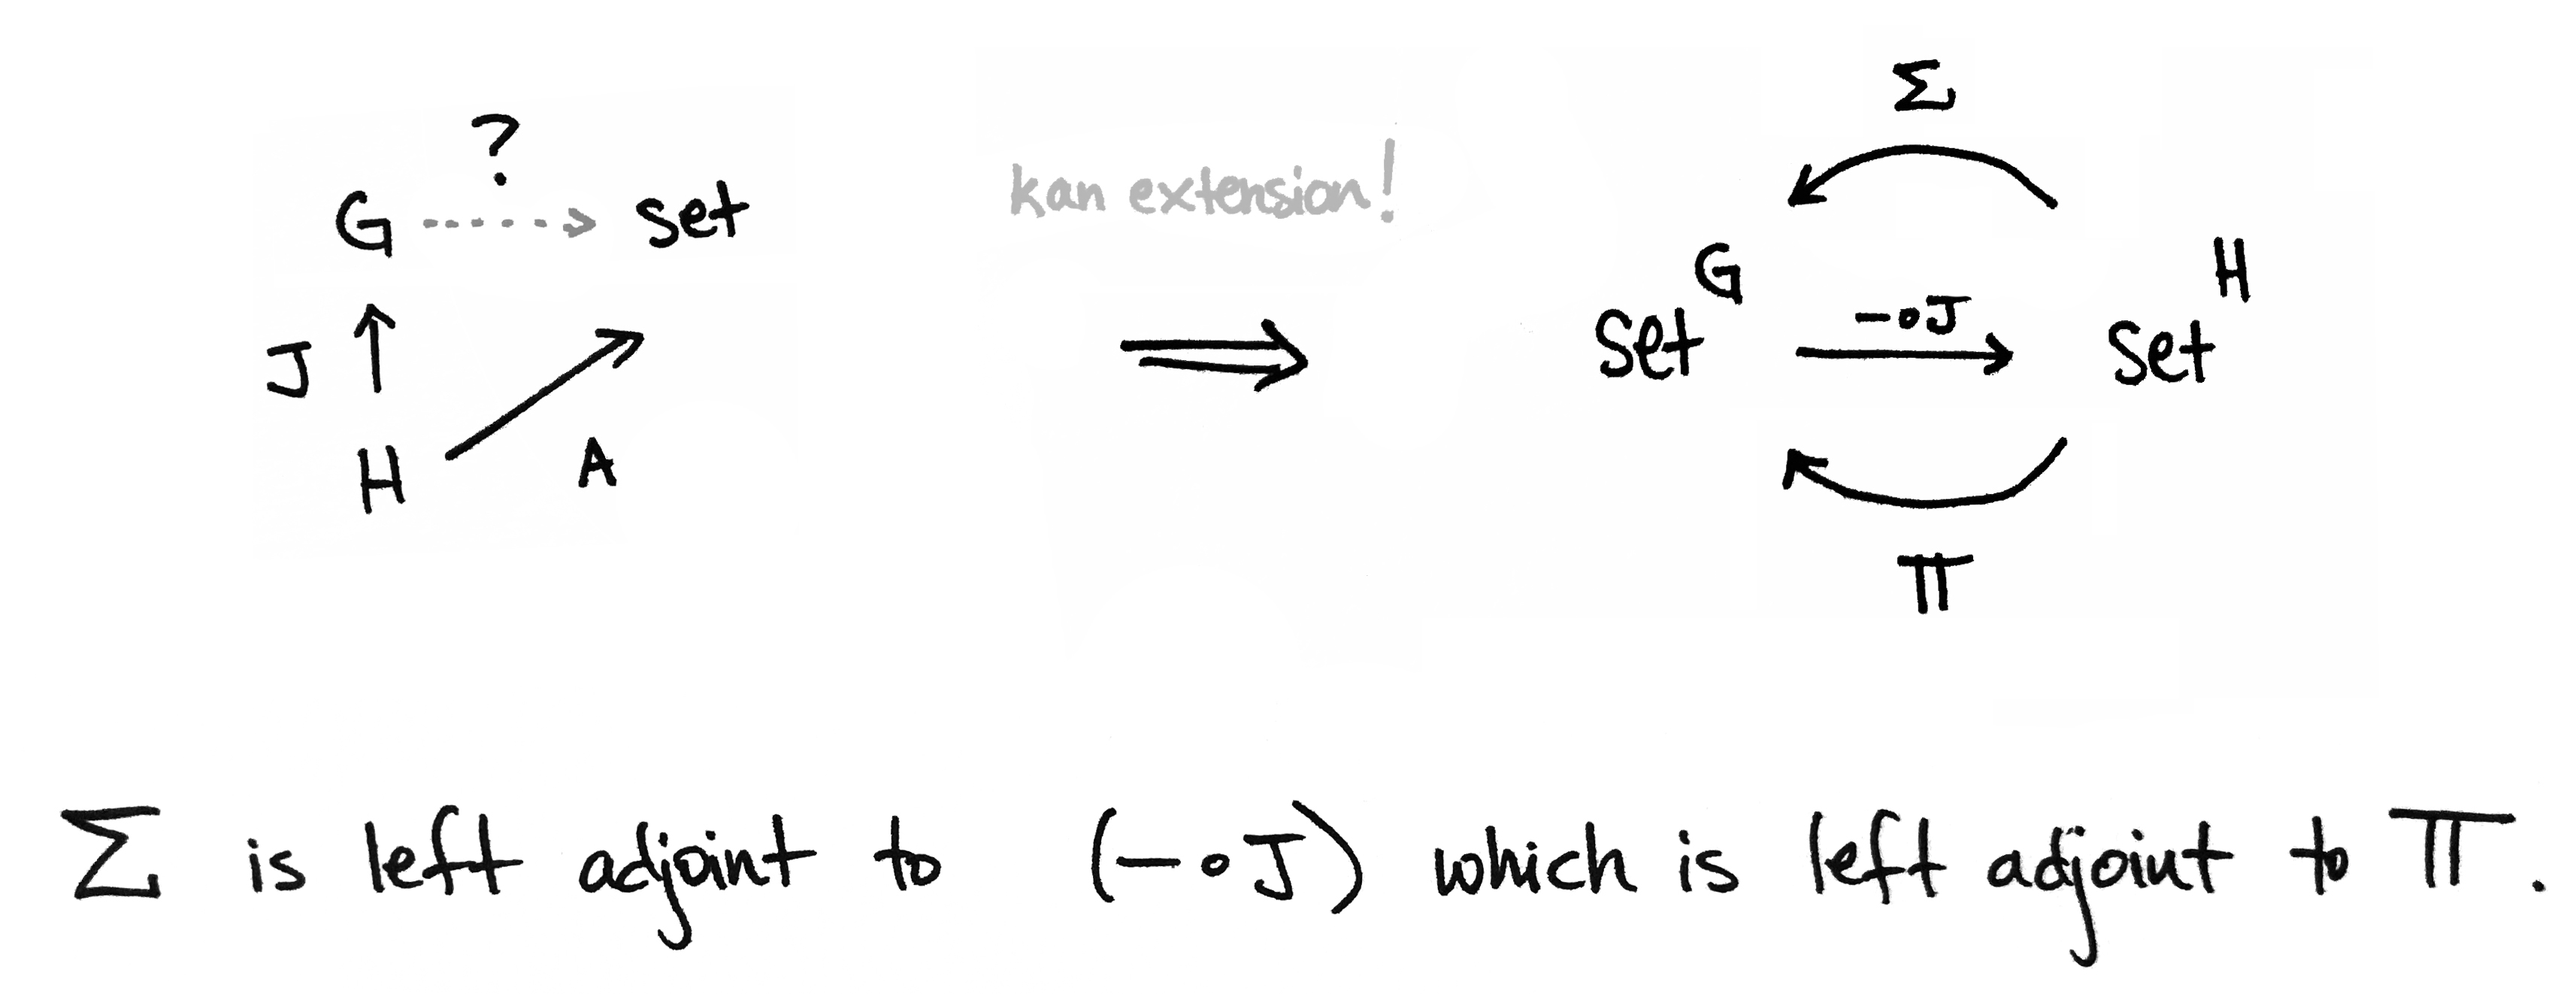 ?
G set
J
H A
kan extension!
Σ
Set^G -∘J Set^H
Π
Σ is left adjoint to (-∘J) which is left adjoint to Π.